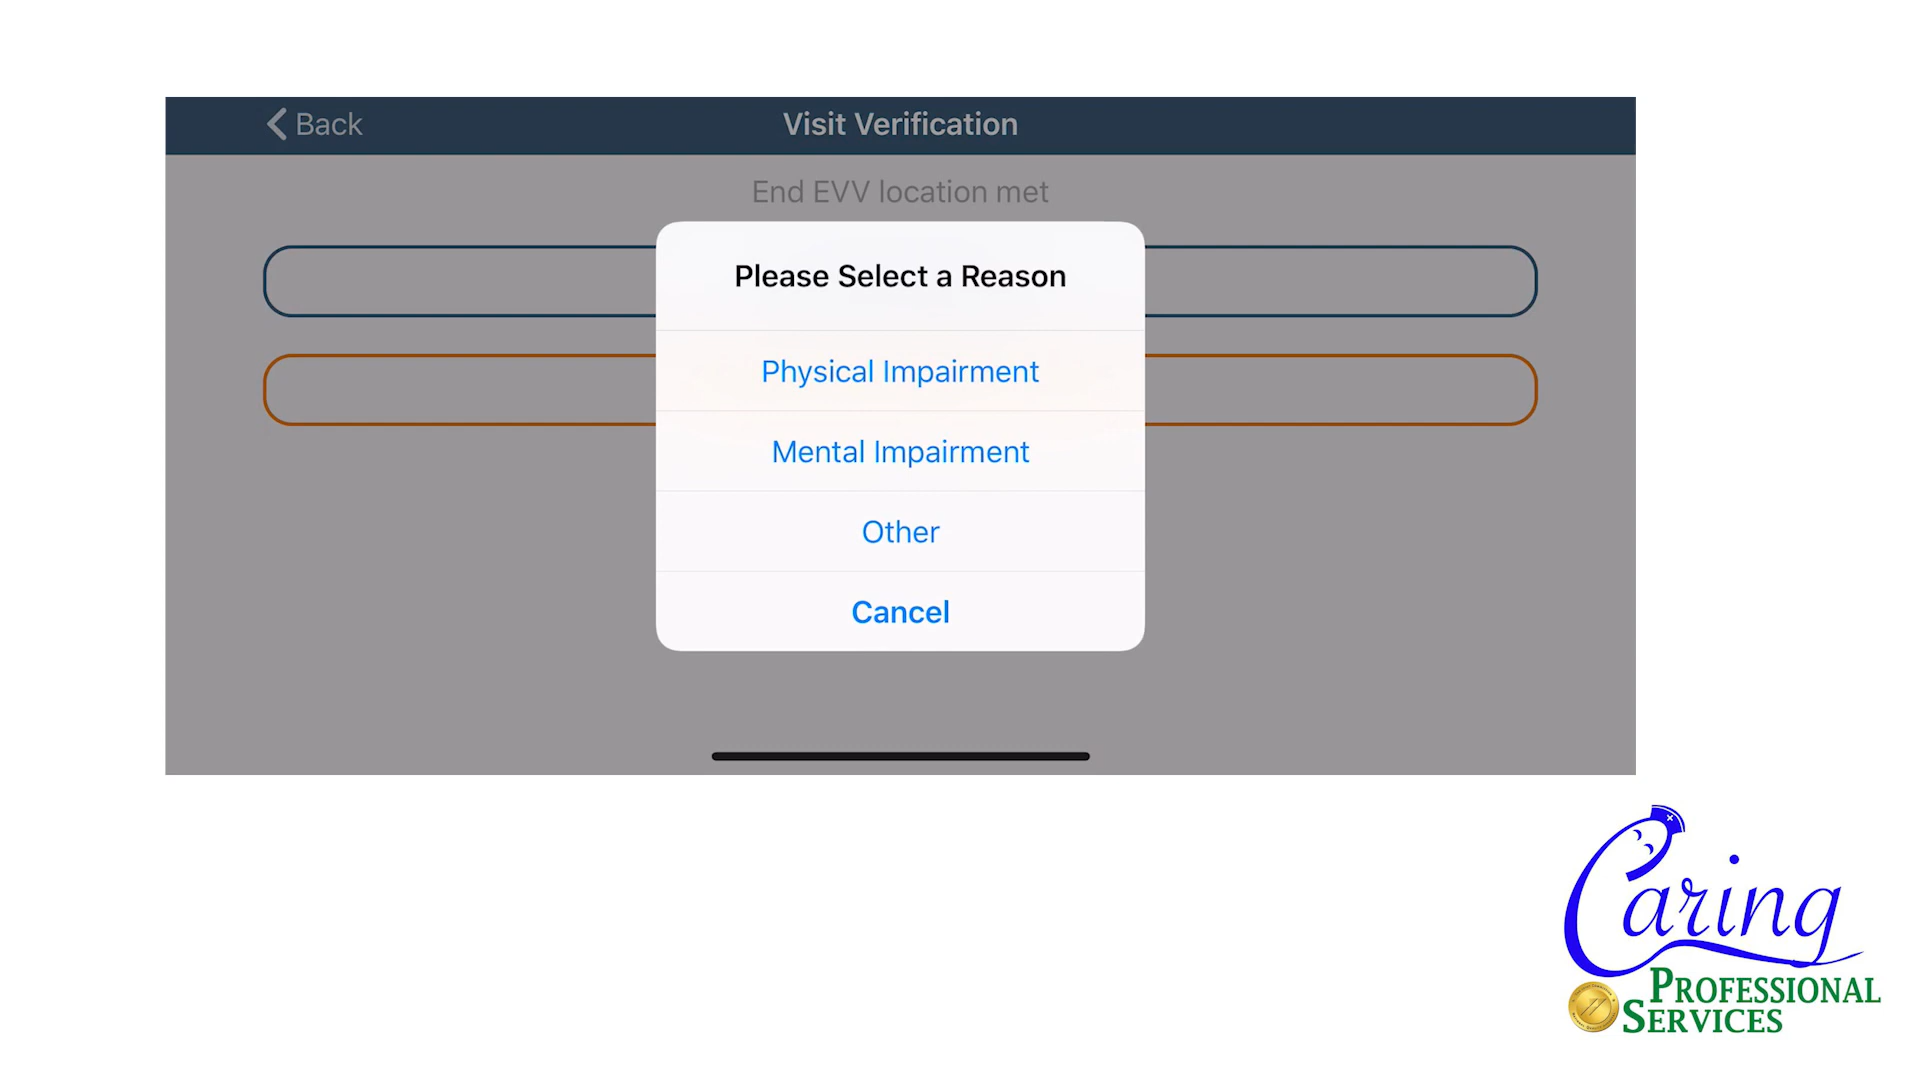 Back
Visit Verification
End EVV location met
Please Select a Reason
Physical Impairment
Mental Impairment
Other
Cancel
Caring
PROFESSIONAL
SERVICES